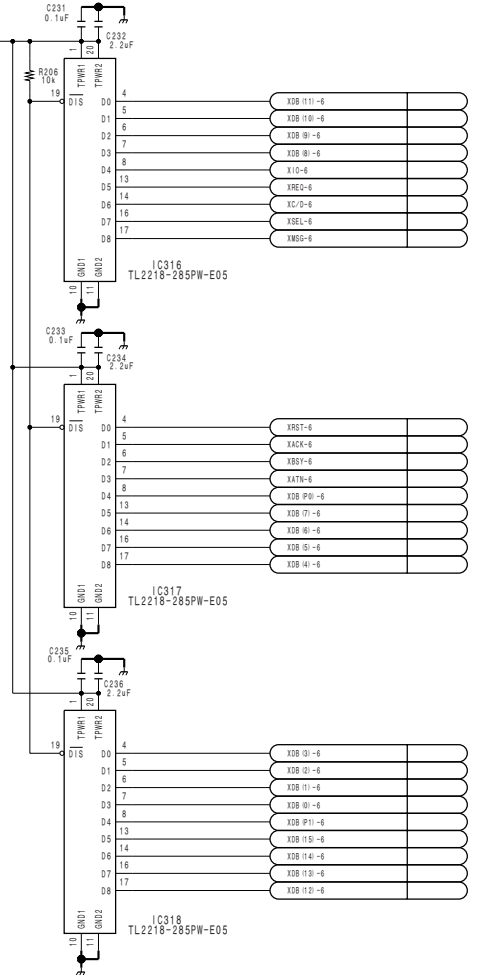 C231
0.1uF
C232
2.2uF
1
20
TPWR1
TPWR2
R206
10k
19
DIS
D0
4
XDB(11)-6
D1
5
XDB(10)-6
D2
6
XDB(9)-6
D3
7
XDB(8)-6
D4
8
XIO-6
D5
13
XREQ-6
D6
14
XC/D-6
D7
16
XSEL-6
D8
17
XMSG-6
GND1
GND2
10
11
IC316
TL2218-285PW-E05
C233
0.1uF
C234
2.2uF
1
20
TPWR1
TPWR2
19
DIS
D0
4
XRST-6
D1
5
XACK-6
D2
6
XBSY-6
D3
7
XATN-6
D4
8
XDB(P0)-6
D5
13
XDB(7)-6
D6
14
XDB(6)-6
D7
16
XDB(5)-6
D8
17
XDB(4)-6
GND1
GND2
10
11
IC317
TL2218-285PW-E05
C235
0.1uF
C236
2.2uF
1
20
TPWR1
TPWR2
19
DIS
D0
4
XDB(3)-6
D1
5
XDB(2)-6
D2
6
XDB(1)-6
D3
7
XDB(0)-6
D4
8
XDB(P1)-6
D5
13
XDB(15)-6
D6
14
XDB(14)-6
D7
16
XDB(13)-6
D8
17
XDB(12)-6
GND1
GND2
10
11
IC318
TL2218-285PW-E05